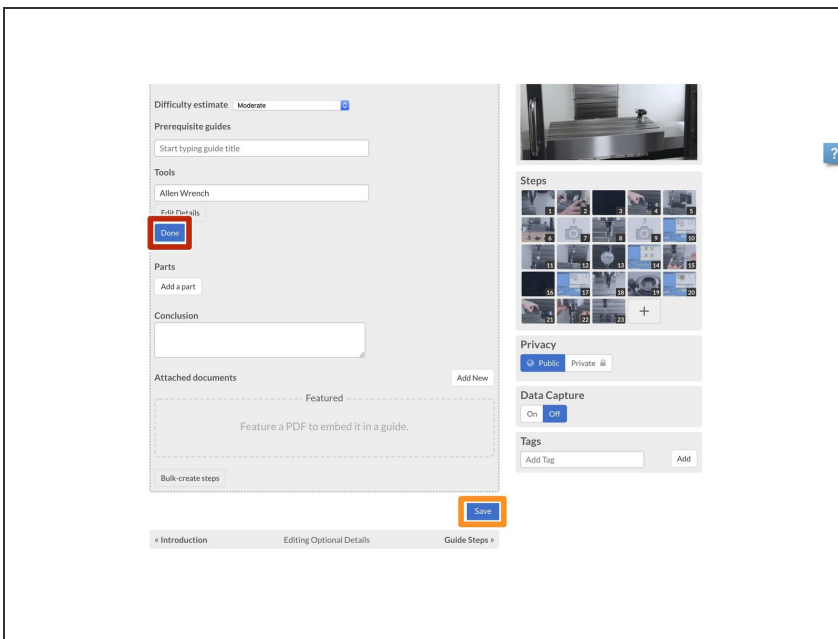 Difficulty estimate Moderate
Prerequisite guides
Start typing guide title
Tools
Allen Wrench
Edit Details
Done
Parts
Add a part
Conclusion
Attached documents Add New
Featured
Feature a PDF to embed it in a guide.
Bulk-create steps
Save
« Introduction Editing Optional Details Guide Steps »
Steps
1 2 3 4 5
6 7 8 9 10
11 12 13 14 15
16 17 18 19 20
21 22 23 +
Privacy
Public Private
Data Capture
On Off
Tags
Add Tag Add
?